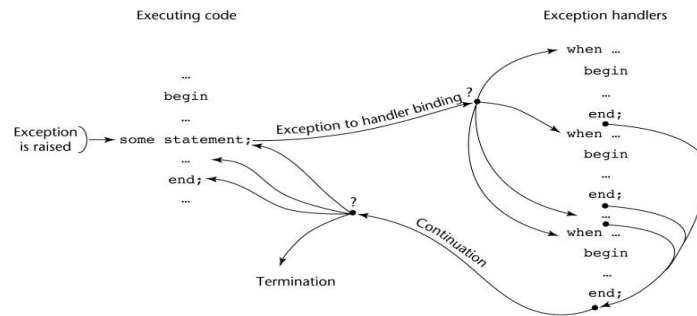 Executing code
Exception handlers
…
begin
…
Exception
is raised
some statement;
…
end;
…
Exception to handler binding
?
when …
begin
…
end;
when …
begin
…
end;
…
when …
begin
…
end;
?
Continuation
Termination